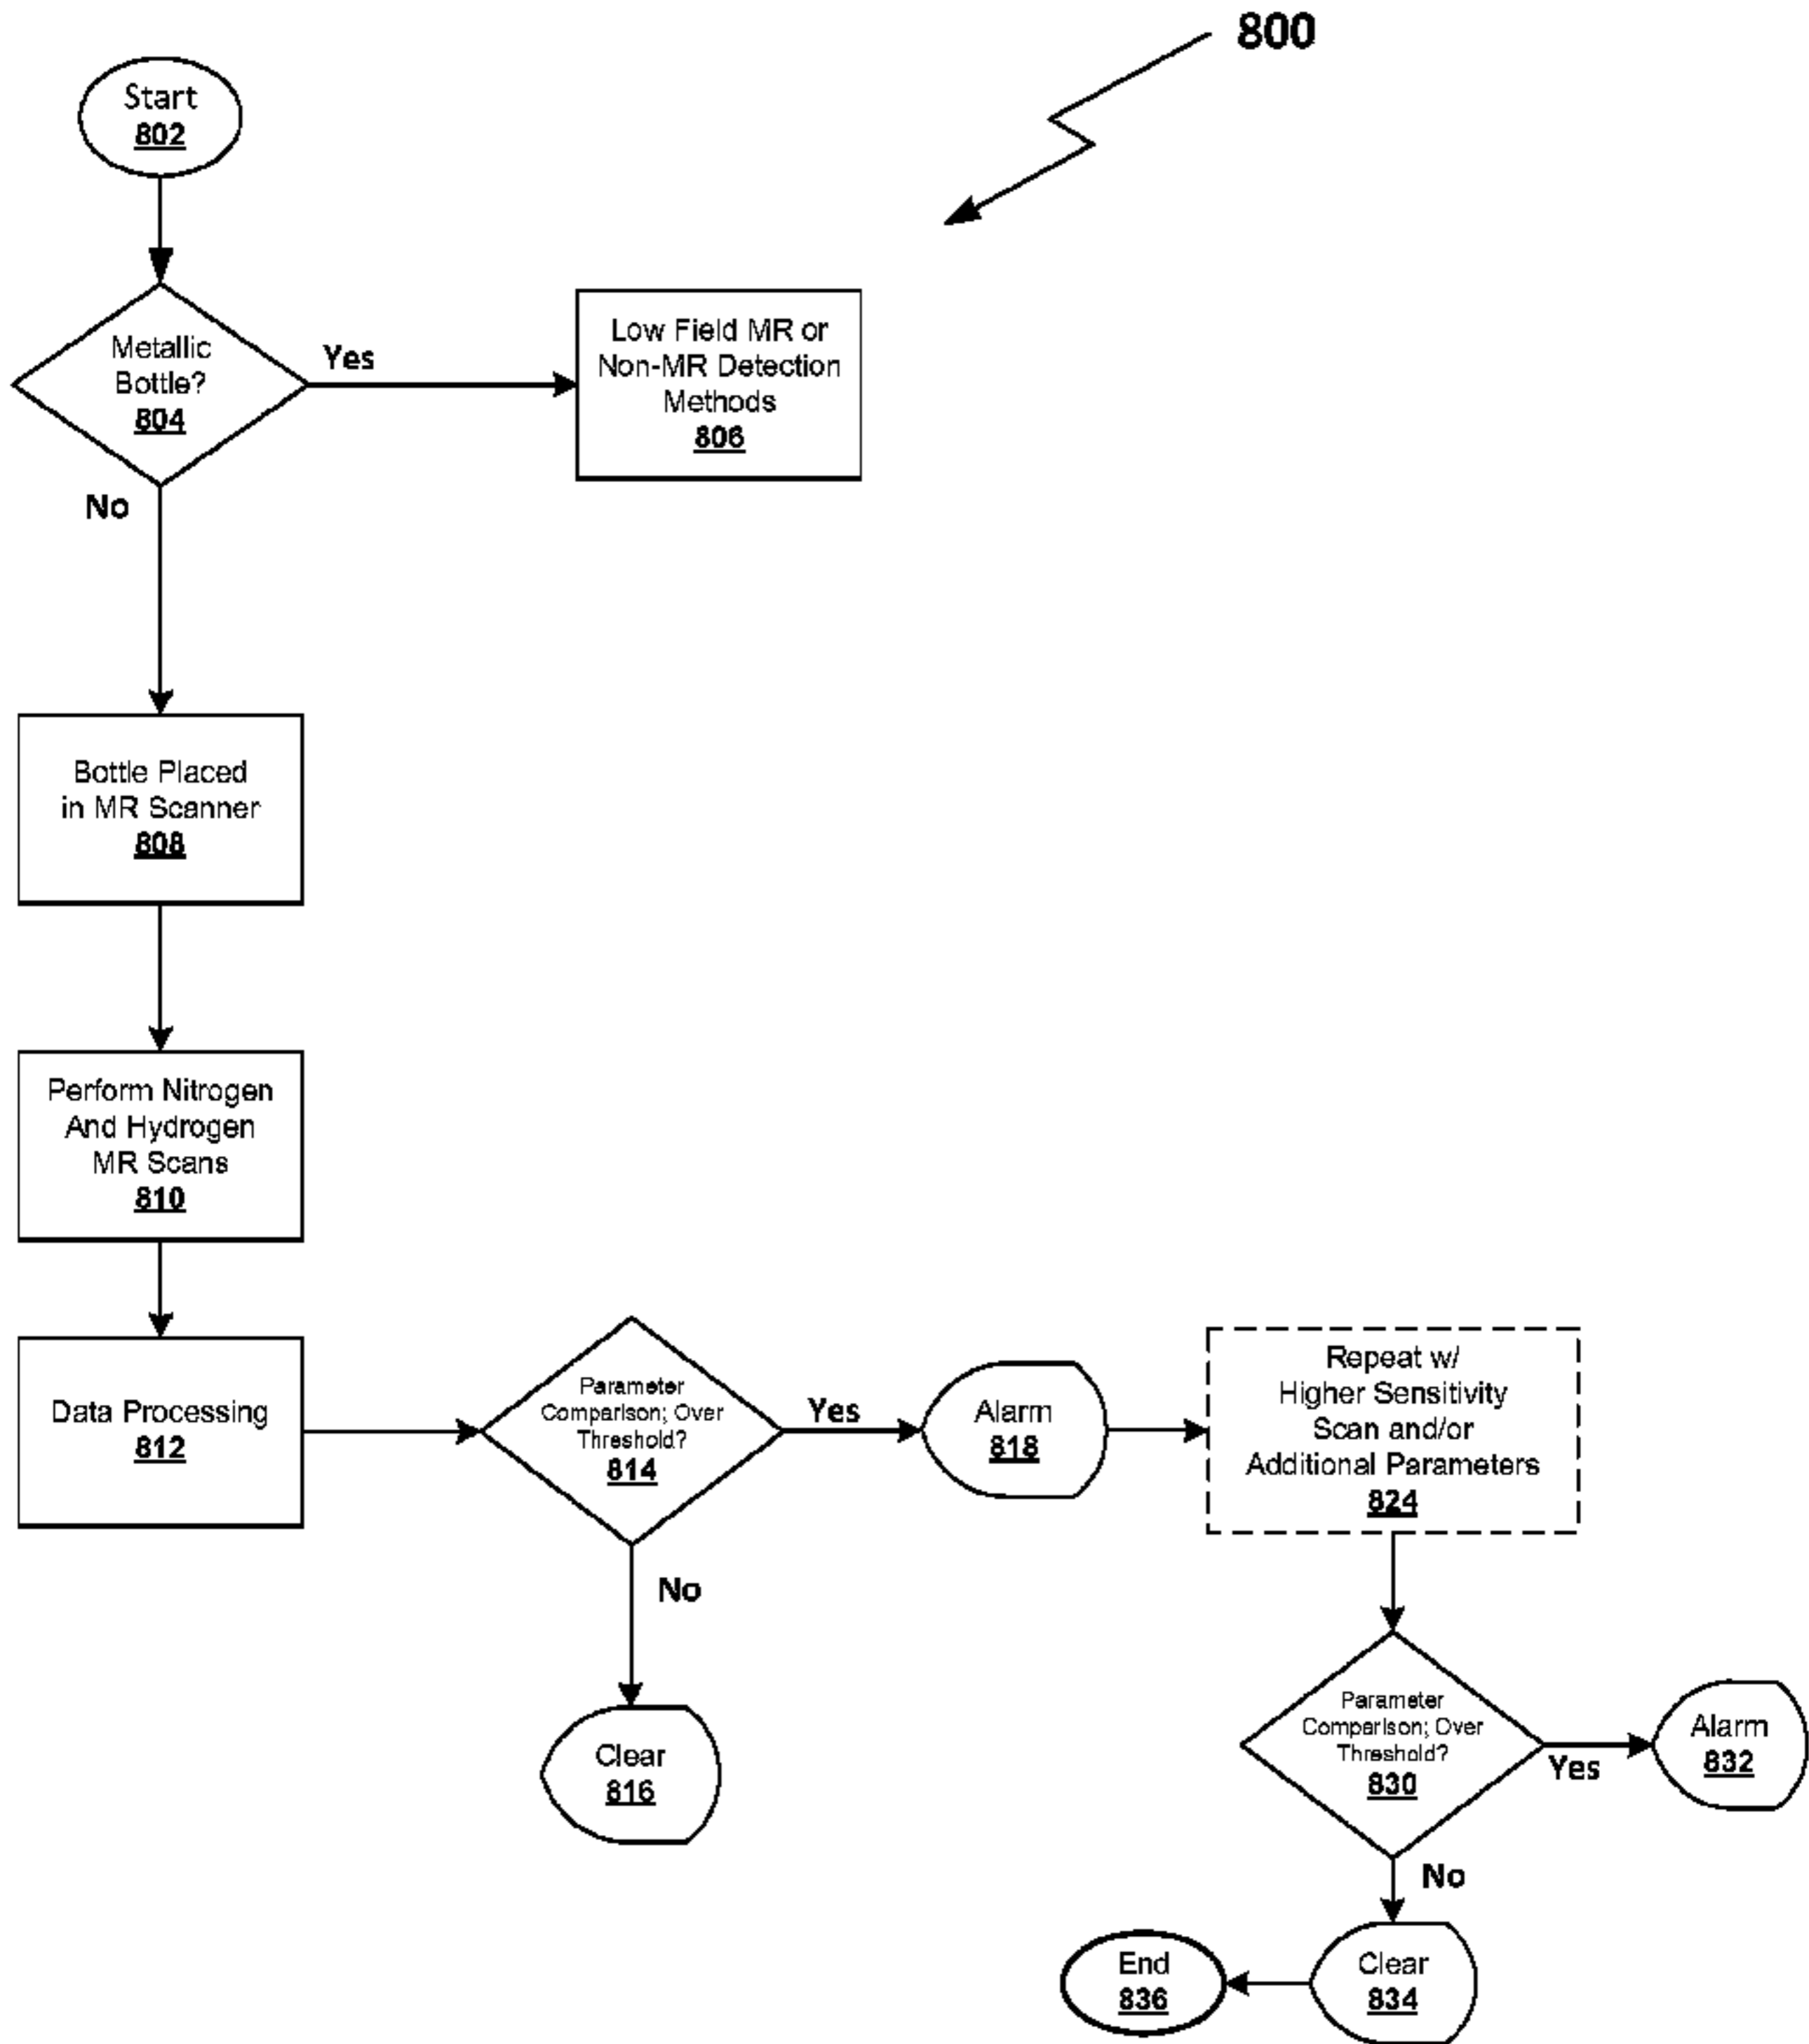 800
Start
802
Metallic
Bottle?
804
Yes
Low Field MR or
Non-MR Detection
Methods
806
No
Bottle Placed
in MR Scanner
808
Perform Nitrogen
And Hydrogen
MR Scans
810
Data Processing
812
Parameter
Comparison; Over
Threshold?
814
Yes
Alarm
818
Repeat w/
Higher Sensitivity
Scan and/or
Additional Parameters
824
No
Clear
816
Parameter
Comparison; Over
Threshold?
830
Yes
Alarm
832
No
Clear
834
End
836